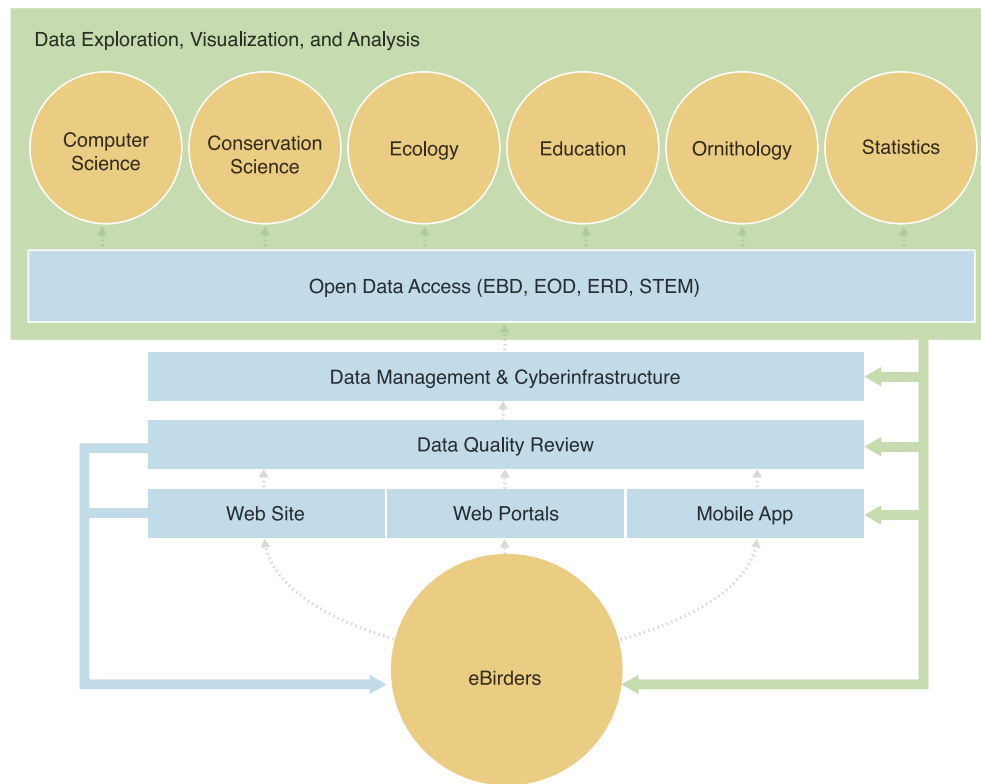 Data Exploration, Visualization, and Analysis
Computer
Science
Conservation
Science
Ecology
Education
Ornithology
Statistics
Open Data Access (EBD, EOD, ERD, STEM)
Data Management & Cyberinfrastructure
Data Quality Review
Web Site
Web Portals
Mobile App
eBirders